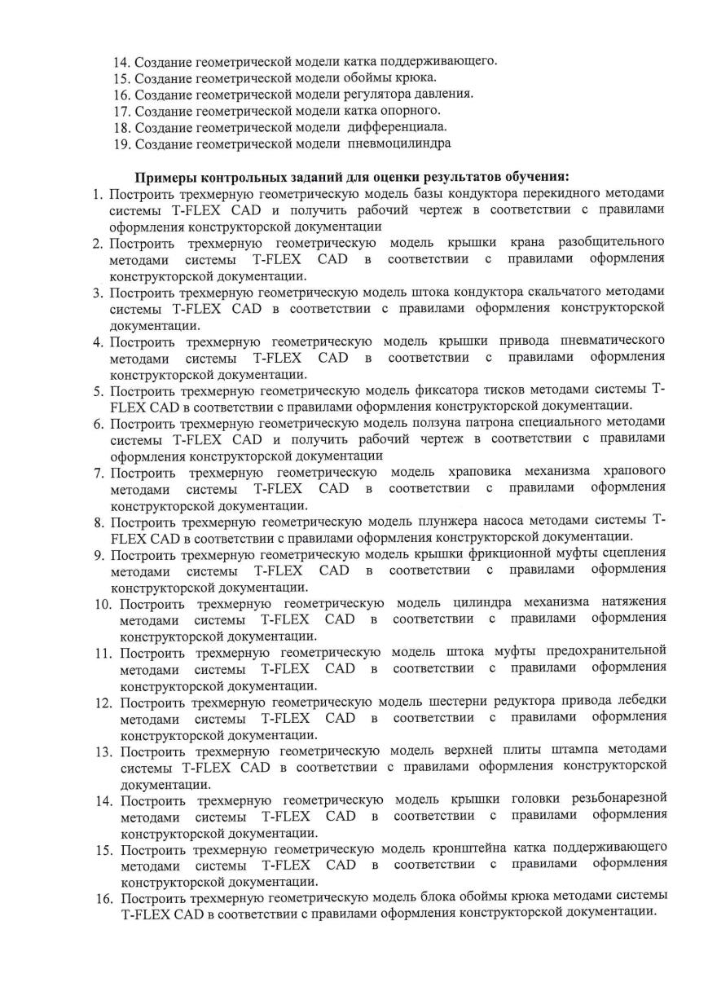 14. Создание геометрической модели катка поддерживающего.
15. Создание геометрической модели обоймы крюка.
16. Создание геометрической модели регулятора давления.
17. Создание геометрической модели катка опорного.
18. Создание геометрической модели дифференциала.
19. Создание геометрической модели пневмоцилиндра
Примеры контрольных заданий для оценки результатов обучения:
1. Построить трехмерную геометрическую модель базы кондуктора перекидного методами
системы T-FLEX CAD и получить рабочий чертеж в соответствии с правилами
оформления конструкторской документации
2. Построить трехмерную геометрическую модель крышки крана разобщительного
методами системы T-FLEX CAD в соответствии с правилами оформления
конструкторской документации.
3. Построить трехмерную геометрическую модель штока кондуктора скальчатого методами
системы T-FLEX CAD в соответствии с правилами оформления конструкторской
документации.
4. Построить трехмерную геометрическую модель крышки привода пневматического
методами системы T-FLEX CAD в соответствии с правилами оформления
конструкторской документации.
5. Построить трехмерную геометрическую модель фиксатора тисков методами системы T-
FLEX CAD в соответствии с правилами оформления конструкторской документации.
6. Построить трехмерную геометрическую модель ползуна патрона специального методами
системы T-FLEX CAD и получить рабочий чертеж в соответствии с правилами
оформления конструкторской документации
7. Построить трехмерную геометрическую модель храповика механизма храпового
методами системы T-FLEX CAD в соответствии с правилами оформления
конструкторской документации.
8. Построить трехмерную геометрическую модель плунжера насоса методами системы T-
FLEX CAD в соответствии с правилами оформления конструкторской документации.
9. Построить трехмерную геометрическую модель крышки фрикционной муфты сцепления
методами системы T-FLEX CAD в соответствии с правилами оформления
конструкторской документации.
10. Построить трехмерную геометрическую модель цилиндра механизма натяжения
методами системы T-FLEX CAD в соответствии с правилами оформления
конструкторской документации.
11. Построить трехмерную геометрическую модель штока муфты предохранительной
методами системы T-FLEX CAD в соответствии с правилами оформления
конструкторской документации.
12. Построить трехмерную геометрическую модель шестерни редуктора привода лебедки
методами системы T-FLEX CAD в соответствии с правилами оформления
конструкторской документации.
13. Построить трехмерную геометрическую модель верхней плиты штампа методами
системы T-FLEX CAD в соответствии с правилами оформления конструкторской
документации.
14. Построить трехмерную геометрическую модель крышки головки резьбонарезной
методами системы T-FLEX CAD в соответствии с правилами оформления
конструкторской документации.
15. Построить трехмерную геометрическую модель кронштейна катка поддерживающего
методами системы T-FLEX CAD в соответствии с правилами оформления
конструкторской документации.
16. Построить трехмерную геометрическую модель блока обоймы крюка методами системы
T-FLEX CAD в соответствии с правилами оформления конструкторской документации.